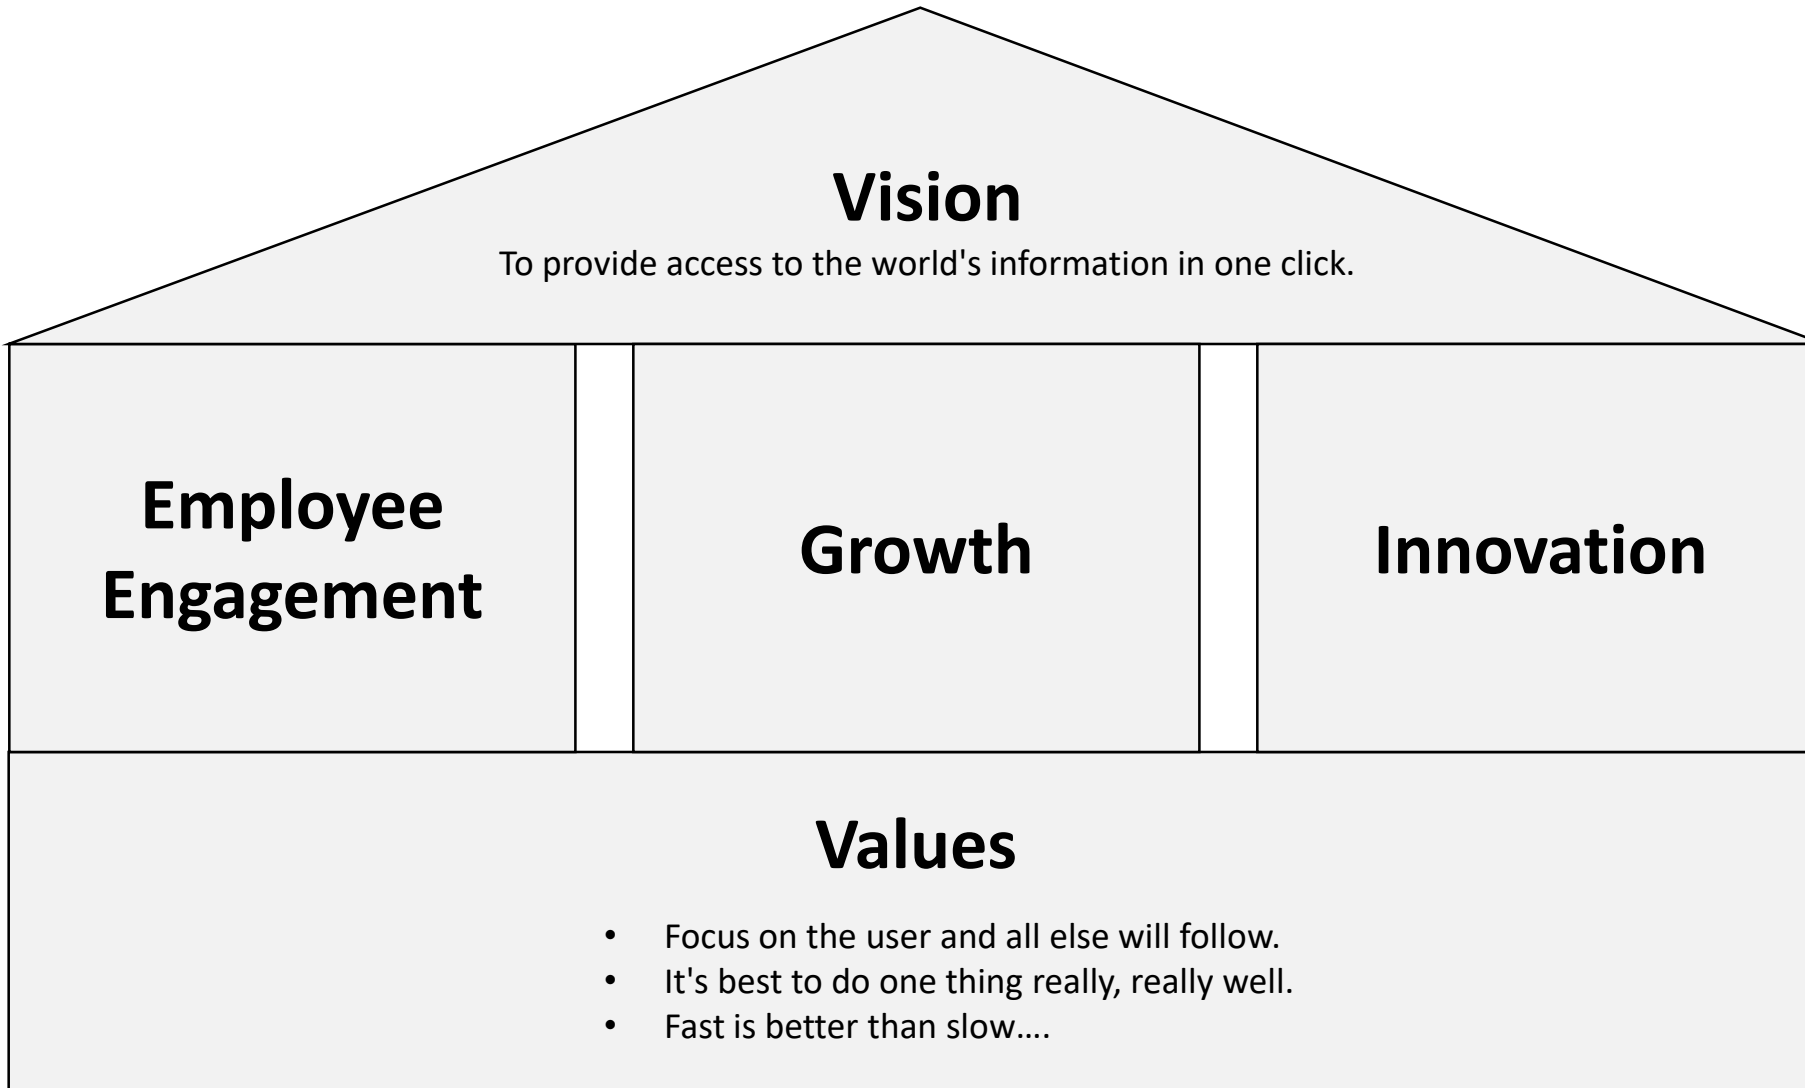 Vision
To provide access to the world's information in one click.
Employee
Engagement
Growth
Innovation
Values
• Focus on the user and all else will follow.
• It's best to do one thing really, really well.
• Fast is better than slow….